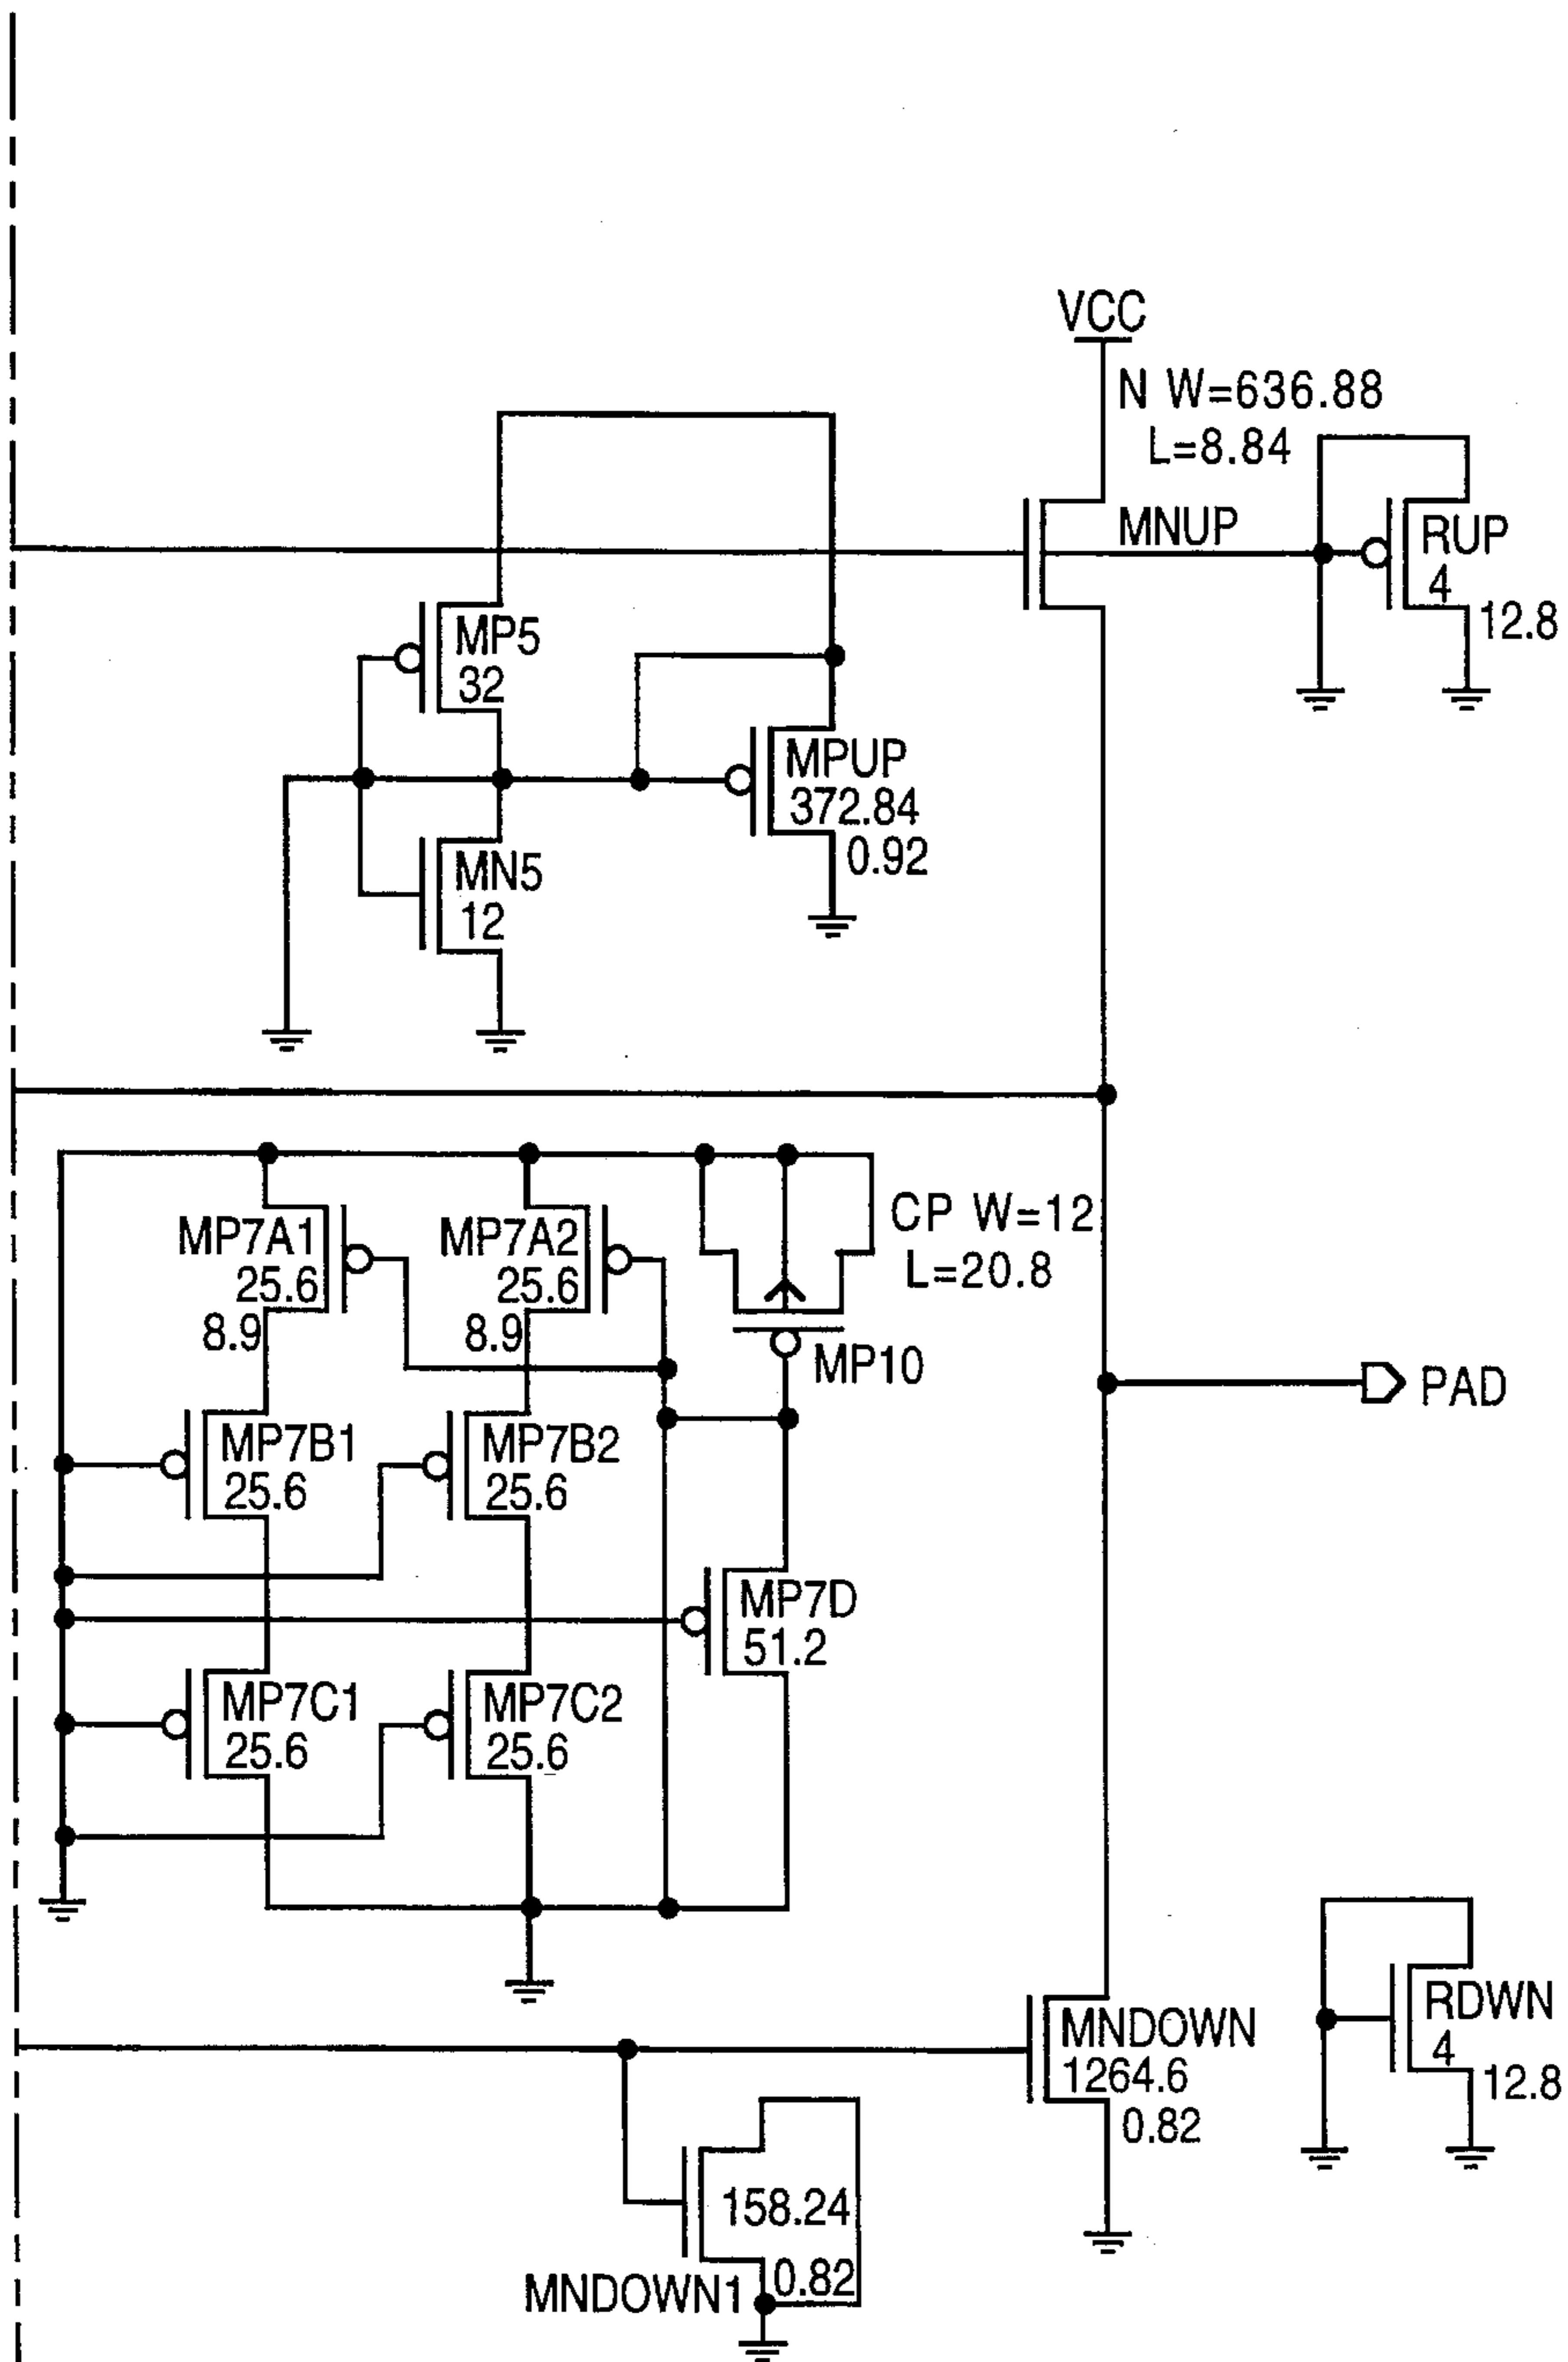 VCC
N W=636.88
L=8.84
MNUP
RUP
4
12.8
MP5
32
MPUP
372.84
0.92
MN5
12
MP7A1
25.6
8.9
MP7A2
25.6
8.9
CP W=12
L=20.8
MP10
PAD
MP7B1
25.6
MP7B2
25.6
MP7D
51.2
MP7C1
25.6
MP7C2
25.6
MNDOWN
1264.6
0.82
RDWN
4
12.8
158.24
0.82
MNDOWN1